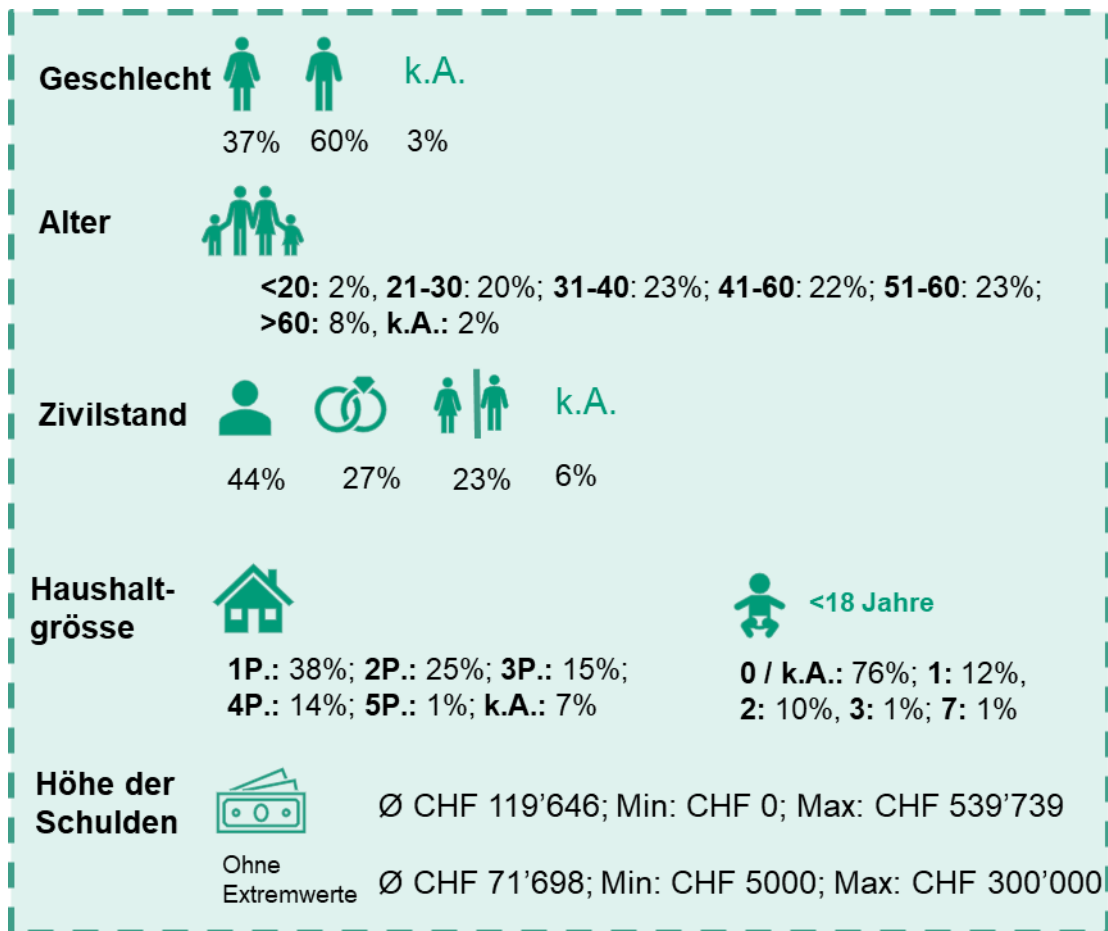 Geschlecht
k.A.
37% 60% 3%
Alter
<20: 2%, 21-30: 20%; 31-40: 23%; 41-60: 22%; 51-60: 23%;
>60: 8%, k.A.: 2%
Zivilstand
k.A.
44% 27% 23% 6%
Haushalt-
grösse
<18 Jahre
1P.: 38%; 2P.: 25%; 3P.: 15%;
4P.: 14%; 5P.: 1%; k.A.: 7%
0 / k.A.: 76%; 1: 12%,
2: 10%, 3: 1%; 7: 1%
Höhe der
Schulden
Ø CHF 119’646; Min: CHF 0; Max: CHF 539’739
Ohne
Extremwerte
Ø CHF 71’698; Min: CHF 5000; Max: CHF 300’000